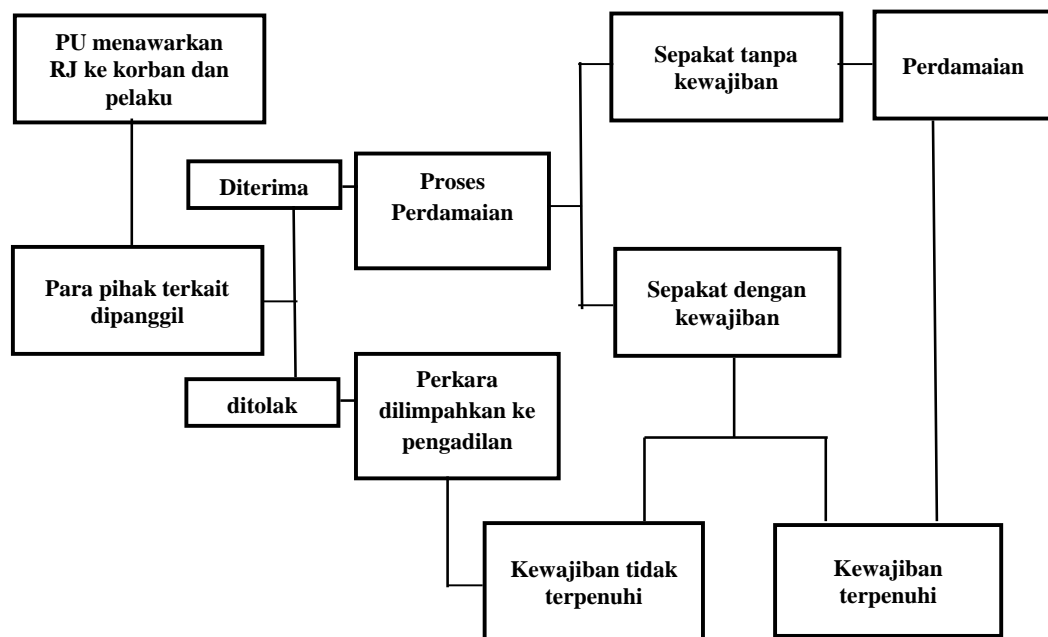 PU menawarkan
RJ ke korban dan
pelaku
Sepakat tanpa
kewajiban
Perdamaian
Diterima
Proses
Perdamaian
Para pihak terkait
dipanggil
Sepakat dengan
kewajiban
ditolak
Perkara
dilimpahkan ke
pengadilan
Kewajiban tidak
terpenuhi
Kewajiban
terpenuhi